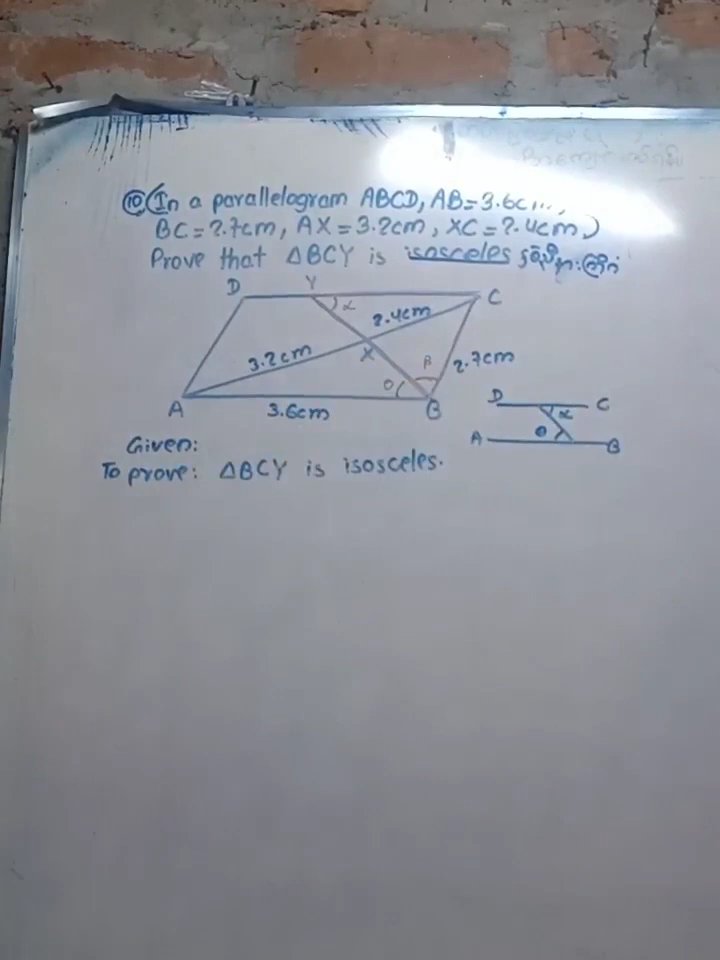 ⑩ (In a parallelogram ABCD, AB=3.6c
BC=2.7cm, AX=3.2cm, XC=2.4cm)
Prove that ΔBCY is isosceles
D Y C
α
2.4cm
3.2cm X β 2.7cm
A 3.6cm B
D C
α
θ
A B
Given:
To prove: ΔBCY is isosceles.